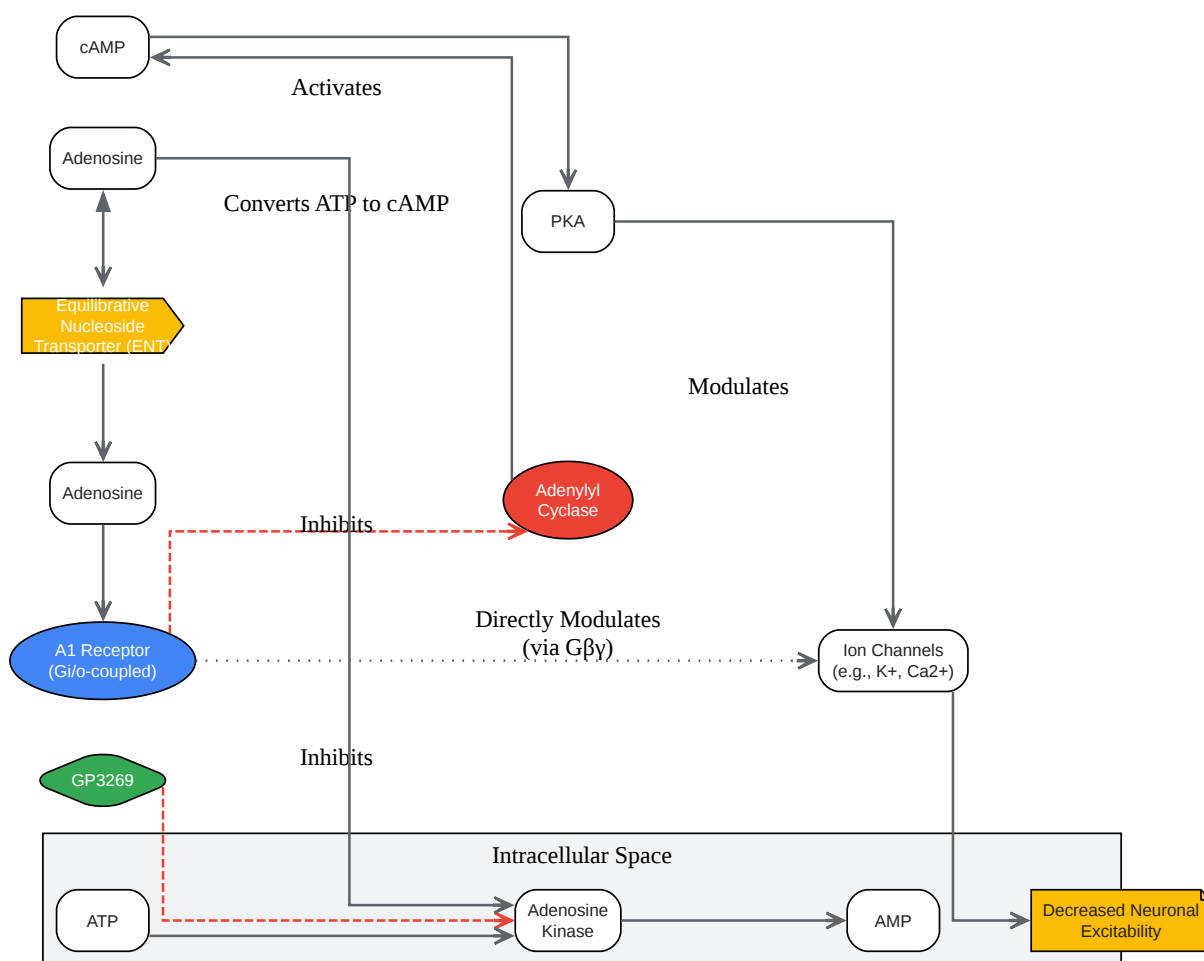 cAMP
Activates
Adenosine
Converts ATP to cAMP
PKA
Equilibrative
Nucleoside
Transporter (ENT)
Modulates
Adenosine
Adenylyl
Cyclase
Inhibits
Directly Modulates
(via Gβγ)
A1 Receptor
(Gi/o-coupled)
Ion Channels
(e.g., K+, Ca2+)
Inhibits
GP3269
Intracellular Space
ATP
Adenosine
Kinase
AMP
Decreased Neuronal
Excitability